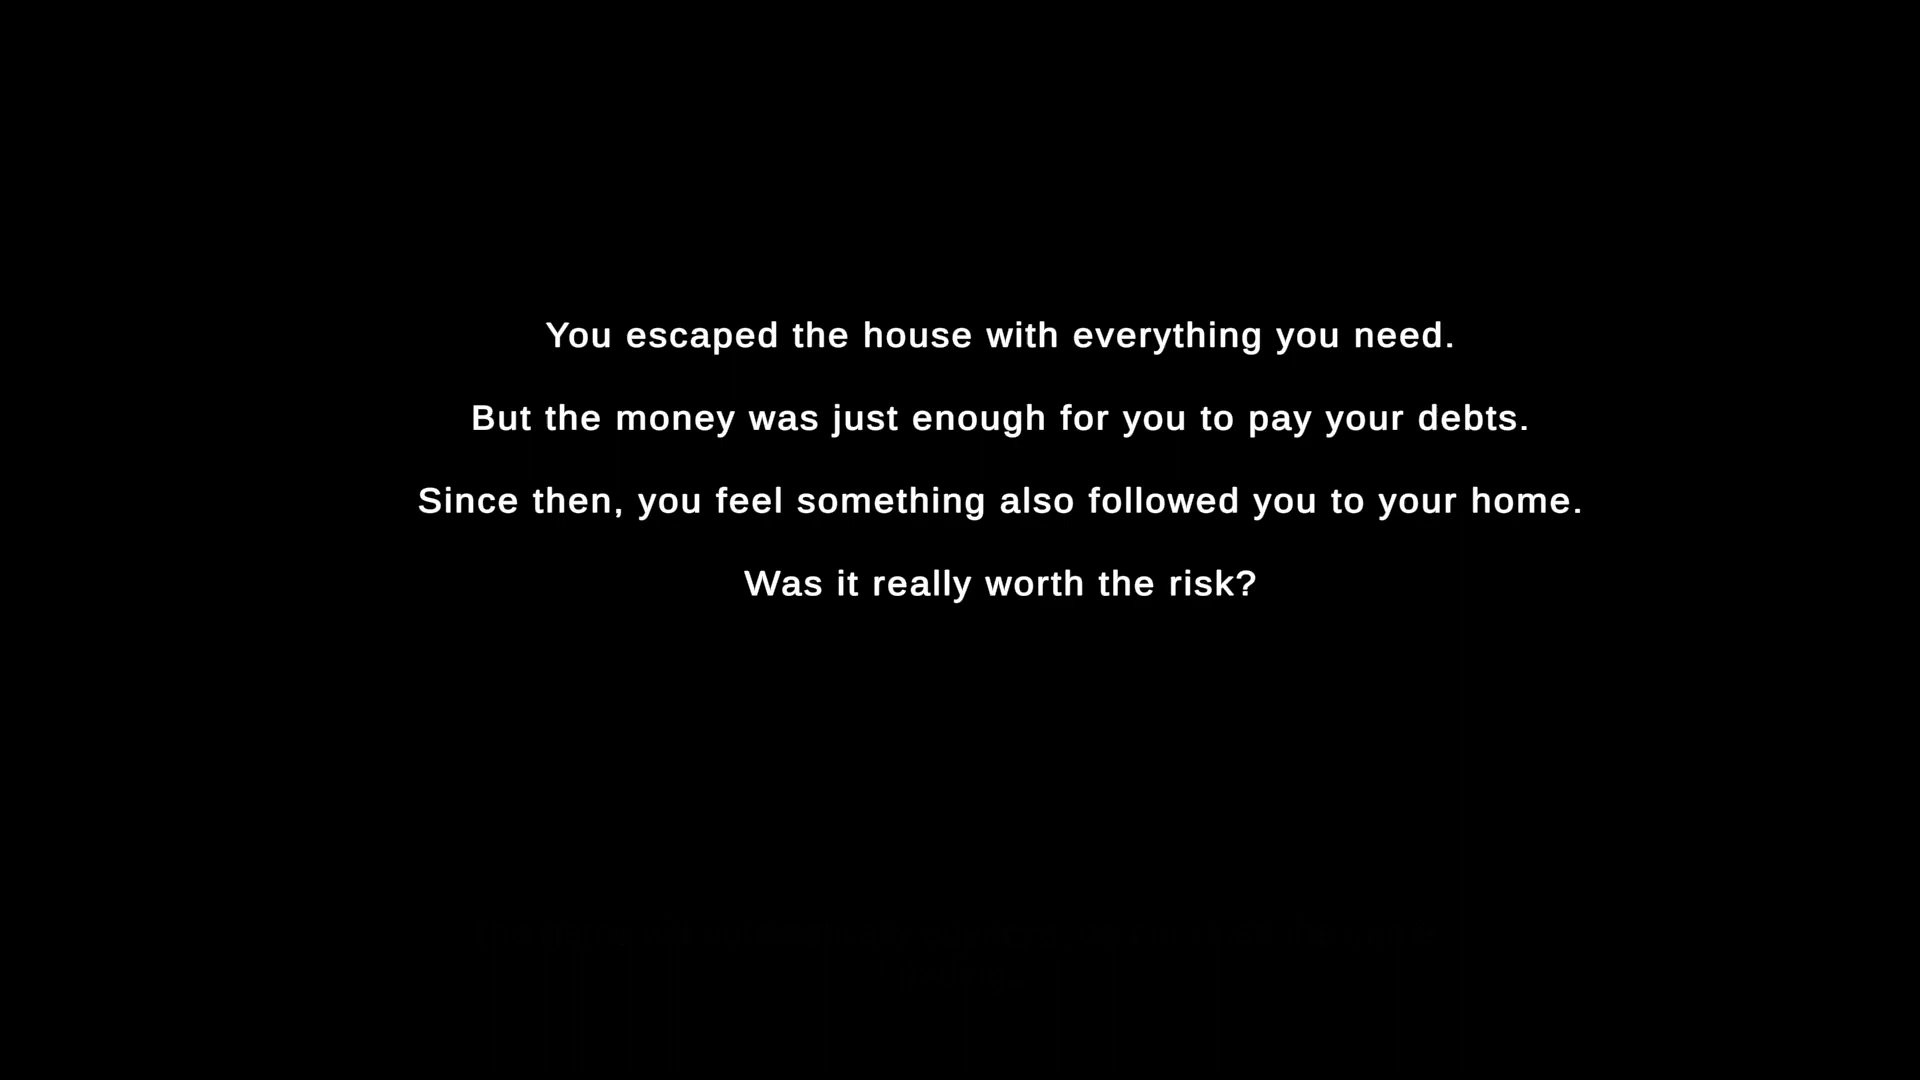 You escaped the house with everything you need.
But the money was just enough for you to pay your debts.
Since then, you feel something also followed you to your home.
Was it really worth the risk?